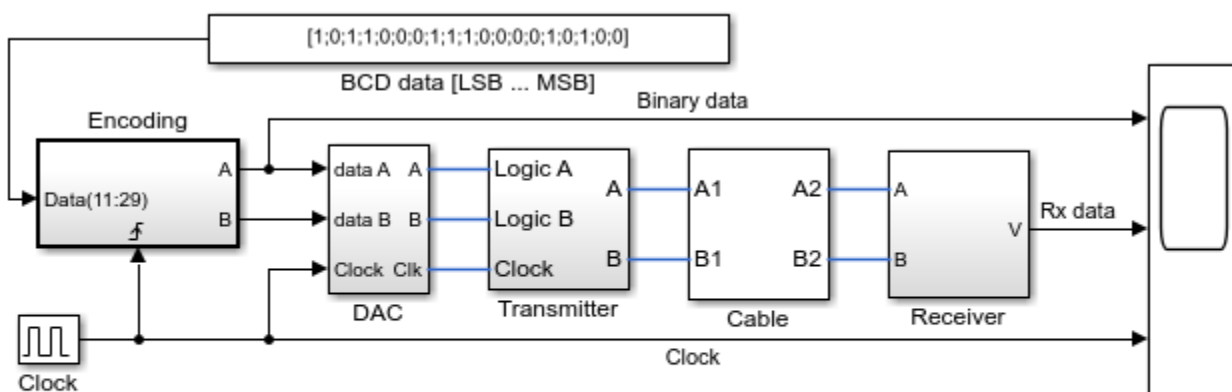 [1;0;1;1;0;0;0;1;1;1;0;0;0;0;1;0;1;0;0]
BCD data [LSB ... MSB]
Binary data
Encoding
Data(11:29)
A
B
data A
data B
Clock
A
B
Clk
DAC
Logic A
Logic B
Clock
A
B
Transmitter
A1
B1
A2
B2
Cable
A
B
V
Receiver
Rx data
Clock
Clock